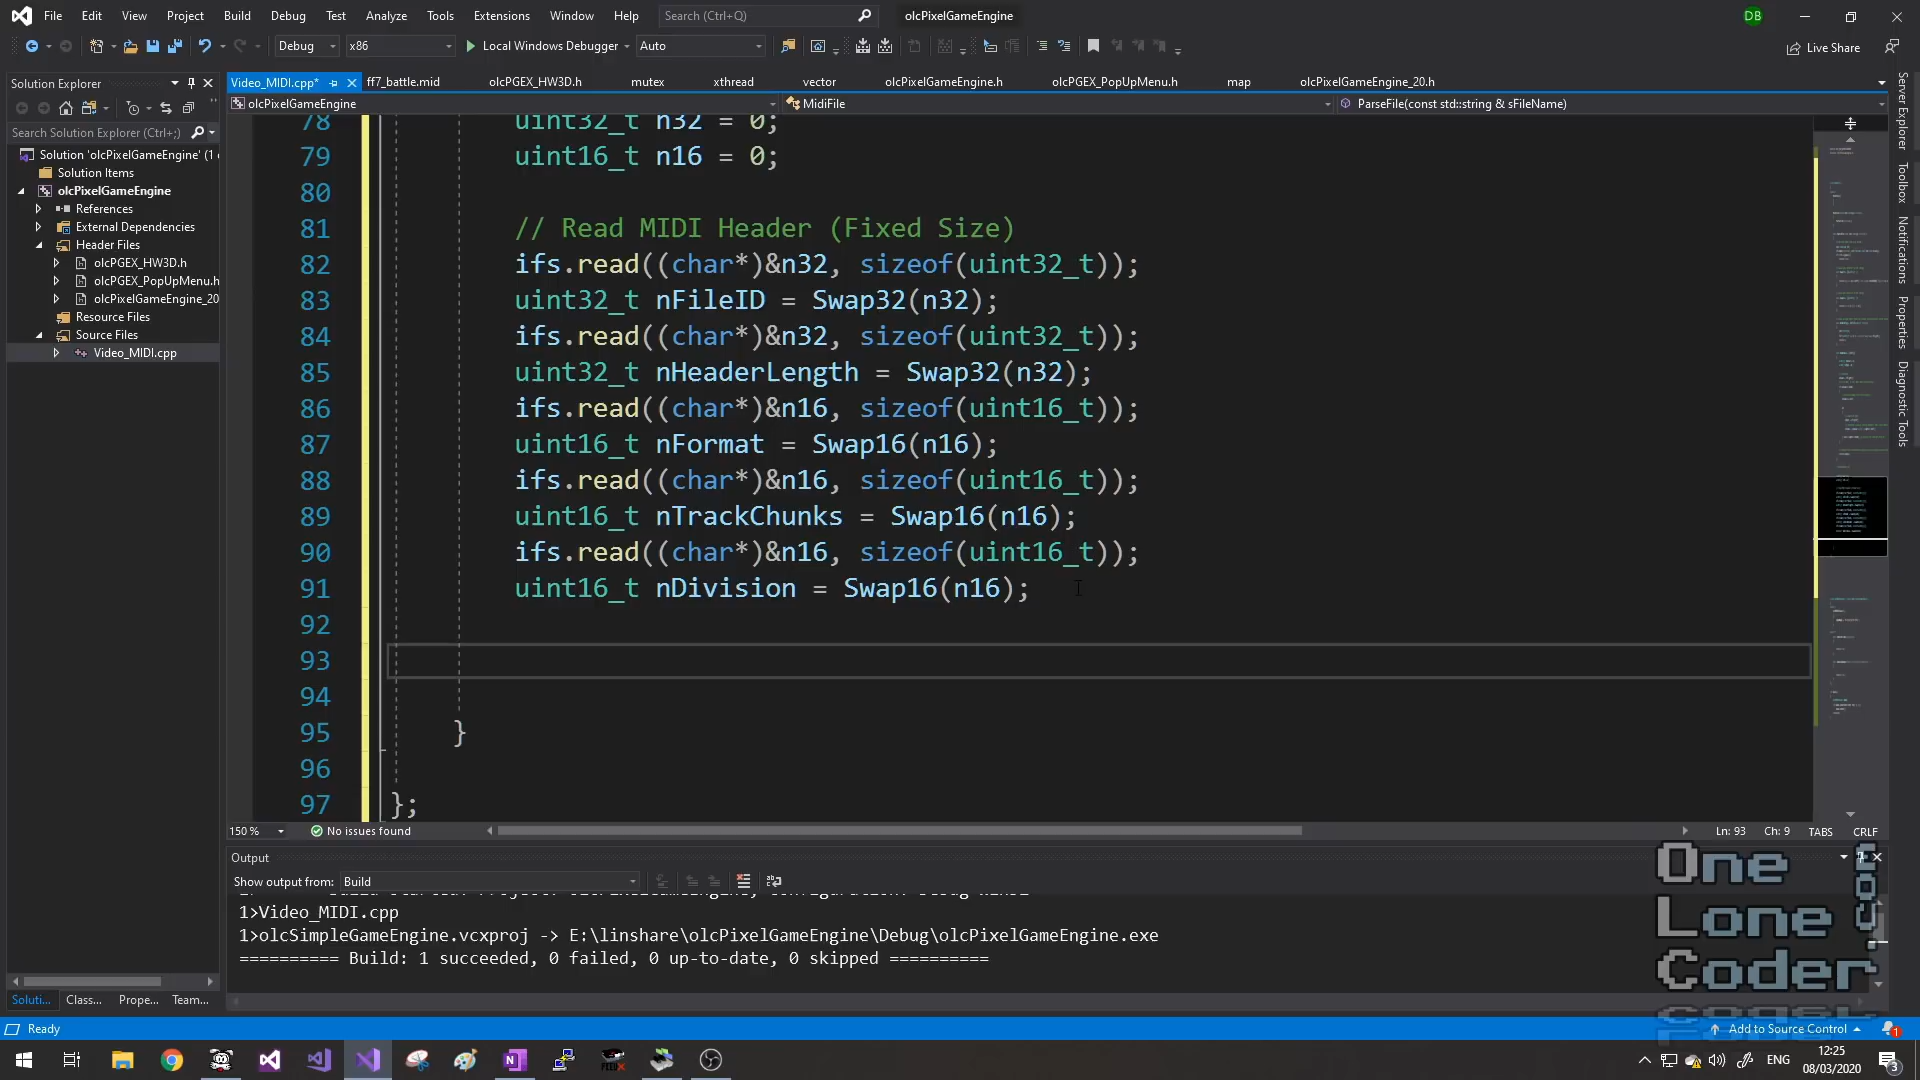 File Edit View Project Build Debug Test Analyze Tools Extensions Window Help Search (Ctrl+Q) olcPixelGameEngine DB
Debug x86 Local Windows Debugger Auto Live Share
Solution Explorer
Video_MIDI.cpp* ff7_battle.mid olcPGEX_HW3D.h mutex xthread vector olcPixelGameEngine.h olcPGEX_PopUpMenu.h map olcPixelGameEngine_20.h
olcPixelGameEngine MidiFile ParseFile(const std::string & sFileName)
Search Solution Explorer (Ctrl+;)
Solution 'olcPixelGameEngine' (1
Solution Items
olcPixelGameEngine
References
External Dependencies
Header Files
olcPGEX_HW3D.h
olcPGEX_PopUpMenu.h
olcPixelGameEngine_20
Resource Files
Source Files
Video_MIDI.cpp
78 uint32_t n32 = 0;
79 uint16_t n16 = 0;
80
81 // Read MIDI Header (Fixed Size)
82 ifs.read((char*)&n32, sizeof(uint32_t));
83 uint32_t nFileID = Swap32(n32);
84 ifs.read((char*)&n32, sizeof(uint32_t));
85 uint32_t nHeaderLength = Swap32(n32);
86 ifs.read((char*)&n16, sizeof(uint16_t));
87 uint16_t nFormat = Swap16(n16);
88 ifs.read((char*)&n16, sizeof(uint16_t));
89 uint16_t nTrackChunks = Swap16(n16);
90 ifs.read((char*)&n16, sizeof(uint16_t));
91 uint16_t nDivision = Swap16(n16);
92
93
94
95 }
96
97 };
Server Explorer
Toolbox
Notifications
Properties
Diagnostic Tools
150 % No issues found Ln: 93 Ch: 9 TABS CRLF
Output
Show output from: Build
1>Video_MIDI.cpp
1>olcSimpleGameEngine.vcxproj -> E:\linshare\olcPixelGameEngine\Debug\olcPixelGameEngine.exe
========== Build: 1 succeeded, 0 failed, 0 up-to-date, 0 skipped ==========
One
Lone
Coder
Soluti... Class... Prope... Team...
Ready Add to Source Control 1
ENG 12:25
08/03/2020 3